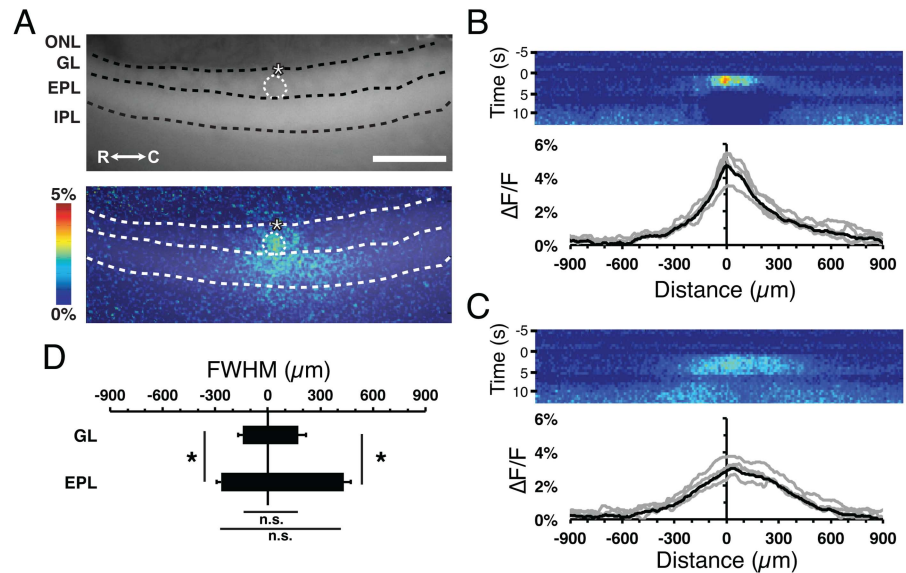 A
ONL
GL
EPL
IPL
*
R C
5%
0%
*
B
Time (s)
-5
0
5
10
ΔF/F
6%
4%
2%
0%
-900 -600 -300 0 300 600 900
Distance (µm)
C
Time (s)
-5
0
5
10
ΔF/F
6%
4%
2%
0%
-900 -600 -300 0 300 600 900
Distance (µm)
D
FWHM (µm)
-900 -600 -300 0 300 600 900
GL
EPL
* *
n.s.
n.s.